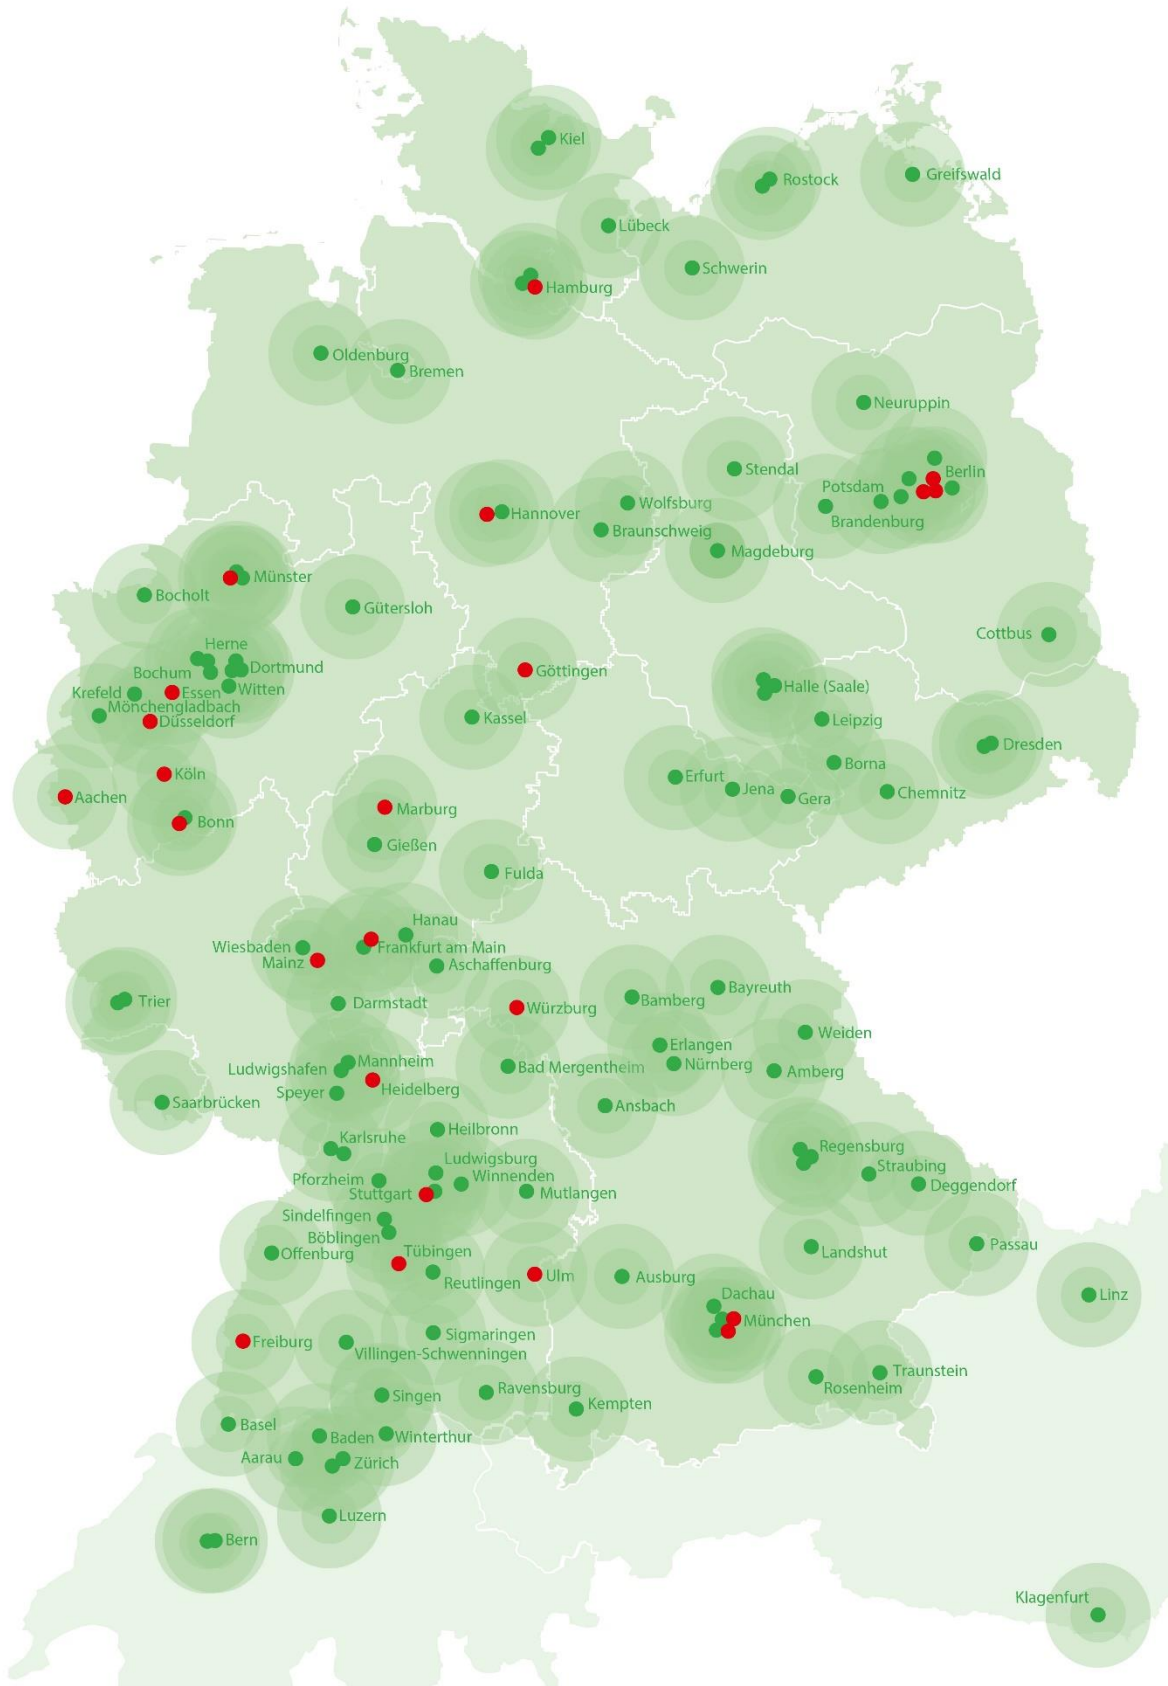 Kiel
Rostock
Greifswald
Lübeck
Schwerin
Hamburg
Oldenburg
Bremen
Neuruppin
Stendal
Berlin
Potsdam
Wolfsburg
Hannover
Brandenburg
Braunschweig
Magdeburg
Münster
Bocholt
Gütersloh
Cottbus
Herne
Bochum
Dortmund
Göttingen
Halle (Saale)
Krefeld
Essen
Witten
Mönchengladbach
Düsseldorf
Kassel
Leipzig
Dresden
Borna
Köln
Erfurt
Jena
Gera
Chemnitz
Aachen
Marburg
Bonn
Gießen
Fulda
Hanau
Wiesbaden
Frankfurt am Main
Mainz
Aschaffenburg
Bayreuth
Trier
Darmstadt
Würzburg
Bamberg
Weiden
Erlangen
Mannheim
Nürnberg
Ludwigshafen
Bad Mergentheim
Amberg
Heidelberg
Speyer
Saarbrücken
Ansbach
Heilbronn
Karlsruhe
Regensburg
Ludwigsburg
Straubing
Pforzheim
Winnenden
Deggendorf
Stuttgart
Mutlangen
Sindelfingen
Böblingen
Passau
Landshut
Offenburg
Tübingen
Ulm
Ausburg
Reutlingen
Dachau
Linz
München
Sigmaringen
Freiburg
Villingen-Schwenningen
Traunstein
Rosenheim
Ravensburg
Singen
Kempten
Basel
Baden
Winterthur
Aarau
Zürich
Luzern
Bern
Klagenfurt